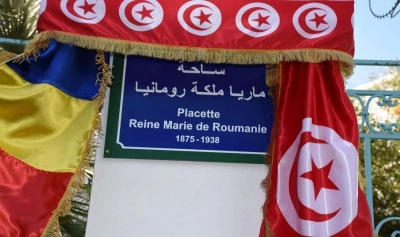 ساحة
ماريا ملكة رومانيا
Placette
Reine Marie de Roumanie
1875 - 1938